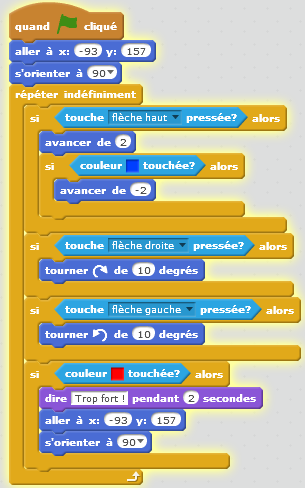 quand cliqué
aller à x: -93 y: 157
s'orienter à 90
répéter indéfiniment
si touche flèche haut pressée? alors
avancer de 2
si couleur touchée? alors
avancer de -2
si touche flèche droite pressée? alors
tourner de 10 degrés
si touche flèche gauche pressée? alors
tourner de 10 degrés
si couleur touchée? alors
dire Trop fort ! pendant 2 secondes
aller à x: -93 y: 157
s'orienter à 90